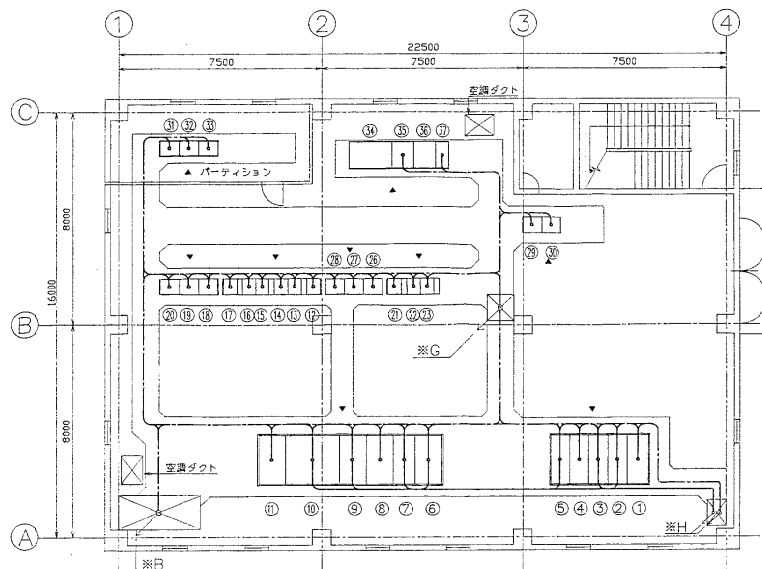 ① ② ③ ④
22500
7500 7500 7500
空調ダクト
Ⓒ
㉛ ㉜ ㉝ ㉞ ㉟ ㊱ ㊲
▲ パーティション
8000
16000
㉙ ㉚
㉘ ㉗ ㉖
⑳ ⑲ ⑱ ⑰ ⑯ ⑮ ⑭ ⑬ ⑫ ㉑ ㉒ ㉓
Ⓑ
※G
8000
空調ダクト
⑪ ⑩ ⑨ ⑧ ⑦ ⑥ ⑤ ④ ③ ② ①
※H
Ⓐ
※B